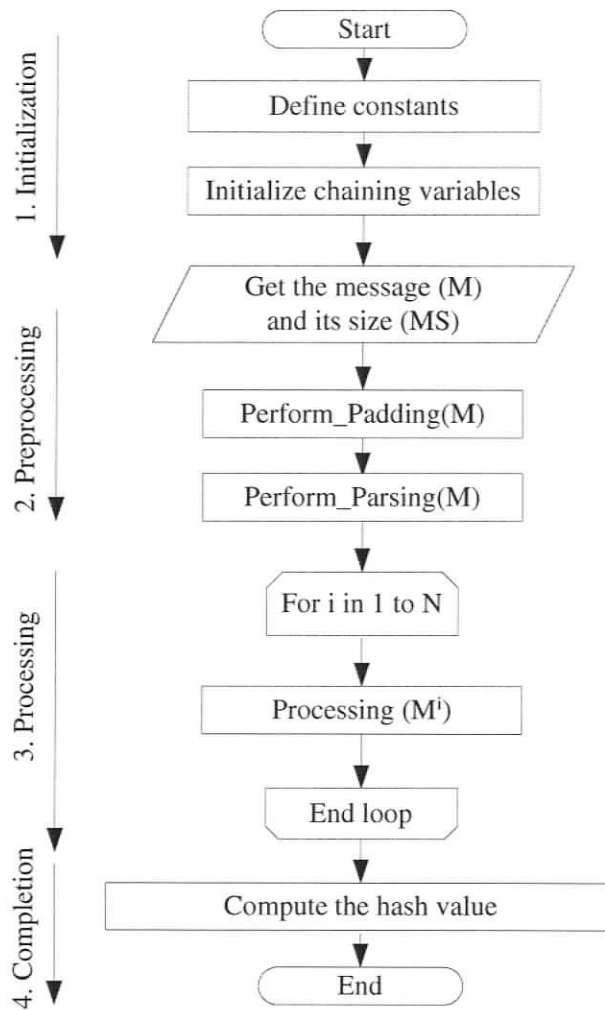 Start
Define constants
Initialize chaining variables
1. Initialization
Get the message (M)
and its size (MS)
Perform_Padding(M)
Perform_Parsing(M)
2. Preprocessing
For i in 1 to N
Processing (Mⁱ)
End loop
3. Processing
Compute the hash value
End
4. Completion